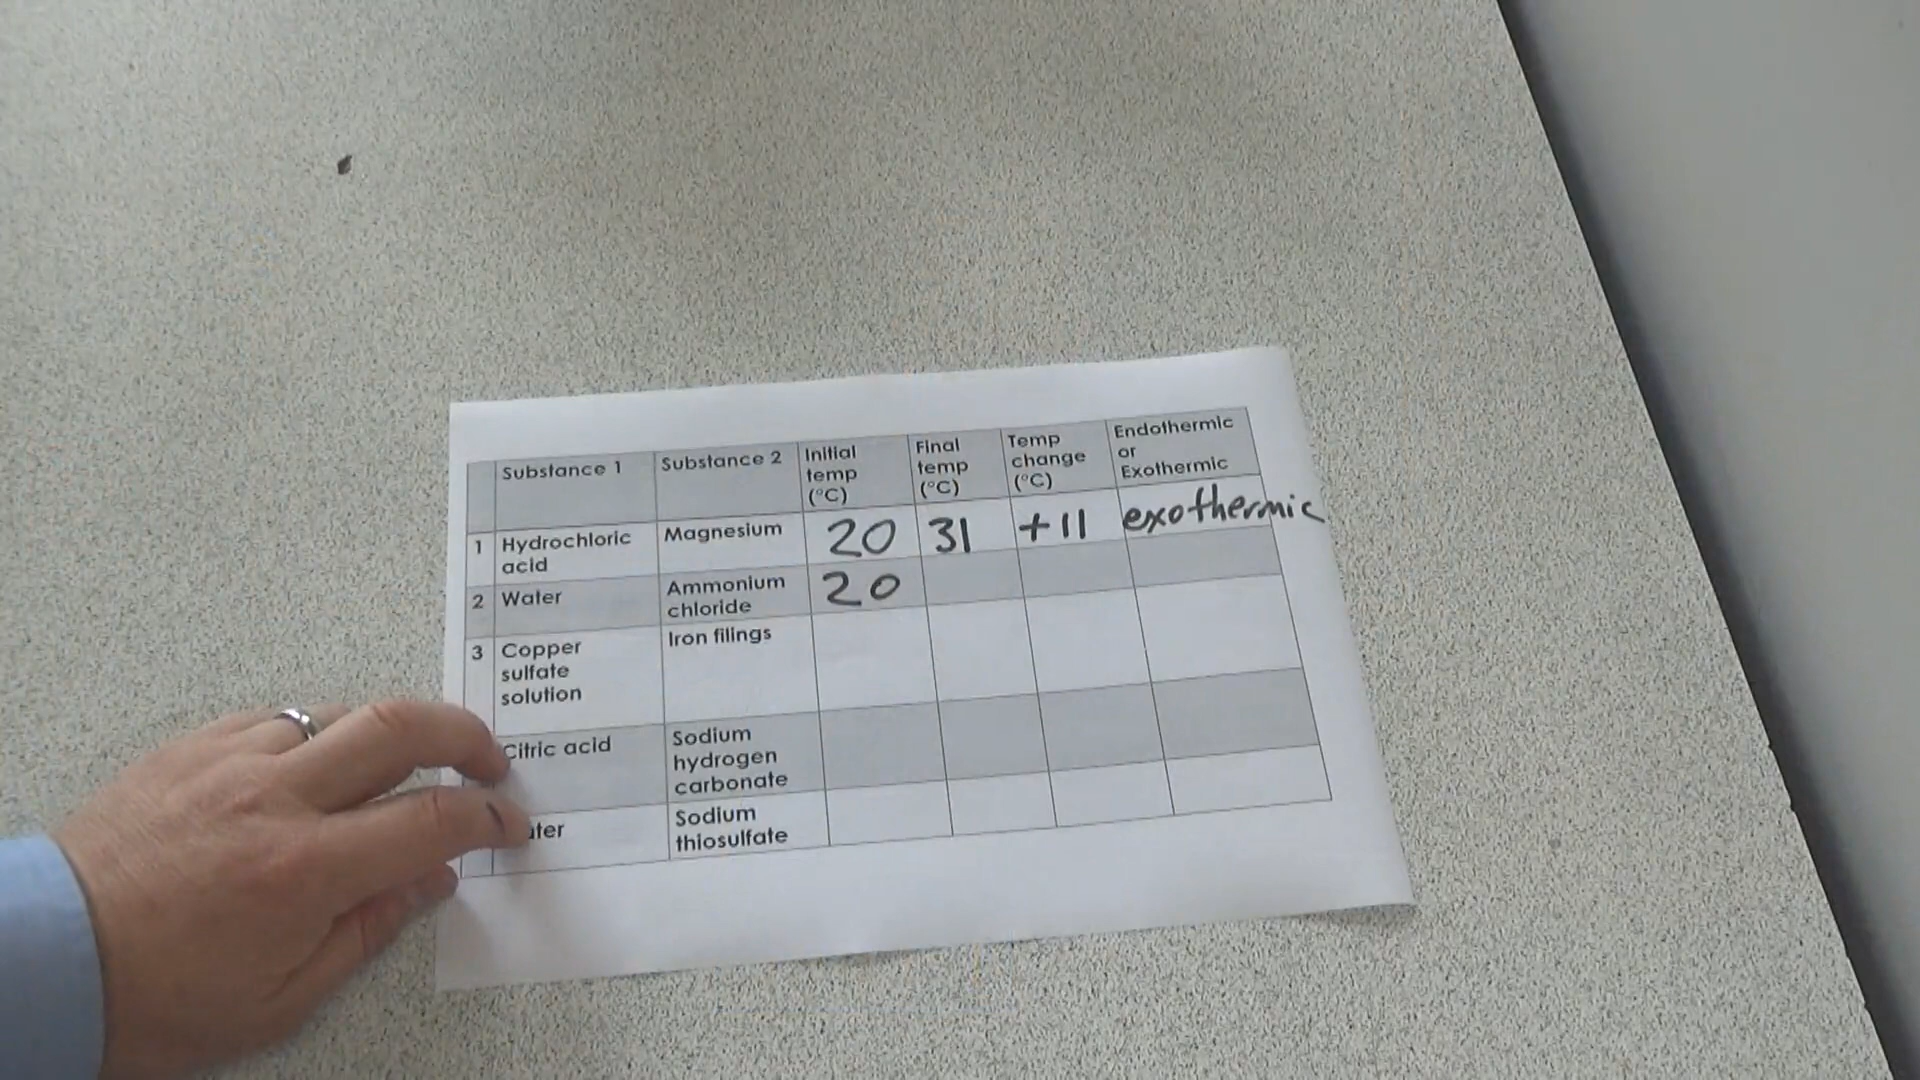 Substance 1
Substance 2
Initial
temp
(°C)
Final
temp
(°C)
Temp
change
(°C)
Endothermic
or
Exothermic
1
Hydrochloric
acid
Magnesium
20
31
+11
exothermic
2
Water
Ammonium
chloride
20
3
Copper
sulfate
solution
Iron filings
Citric acid
Sodium
hydrogen
carbonate
Sodium
thiosulfate